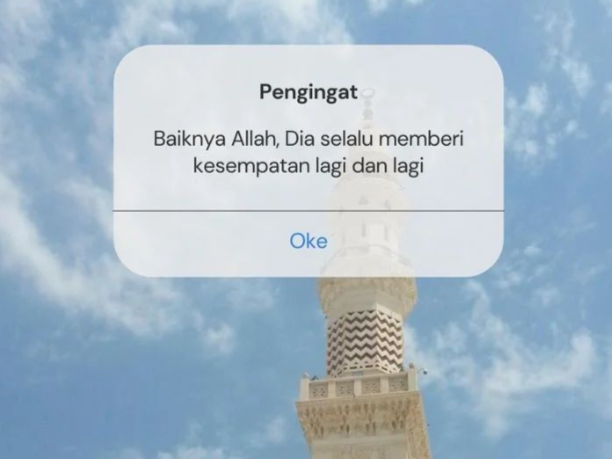 Pengingat
Baiknya Allah, Dia selalu memberi
kesempatan lagi dan lagi
Oke